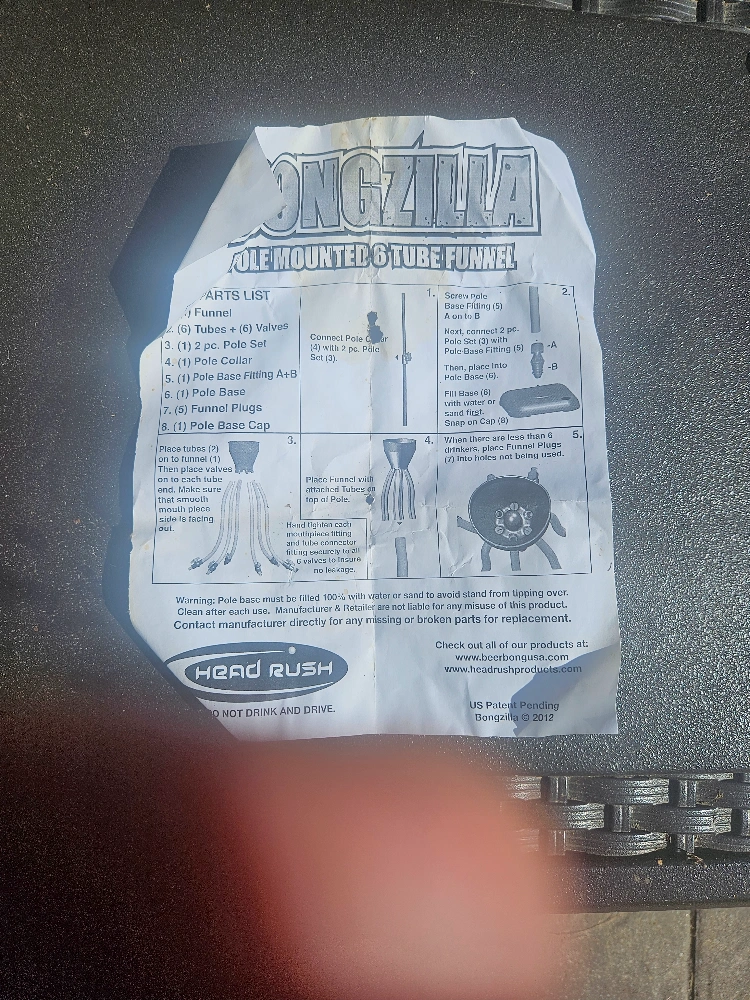 ONGZILLA
OLE MOUNTED 6 TUBE FUNNEL
ARTS LIST
) Funnel
2. (6) Tubes + (6) Valves
3. (1) 2 pc. Pole Set
4. (1) Pole Collar
5. (1) Pole Base Fitting A+B
6. (1) Pole Base
7. (5) Funnel Plugs
8. (1) Pole Base Cap
1.
Connect Pole
(4) with 2 pc. Pole
Set (3).
2.
Screw Pole
Base Fitting (5)
A on to B
Next, connect 2 pc.
Pole Set (3) with
Pole Base Fitting (5)
-A
-B
Then, place into
Pole Base (6).
Fill Base (6)
with water or
sand first.
Snap on Cap (8)
3.
Place tubes (2)
on to funnel (1)
Then place valves
on to each tube
end. Make sure
that smooth
mouth piece
side is facing
out.
Hand tighten each
mouthpiece fitting
and tube connector
fitting securely to all
6 valves to insure
no leakage.
4.
Place Funnel with
attached Tubes on
top of Pole.
5.
When there are less than 6
drinkers, place Funnel Plugs
(7) into holes not being used.
Warning: Pole base must be filled 100% with water or sand to avoid stand from tipping over.
Clean after each use. Manufacturer & Retailer are not liable for any misuse of this product.
Contact manufacturer directly for any missing or broken parts for replacement.
HEAD RUSH
DO NOT DRINK AND DRIVE.
Check out all of our products at:
www.beerbongusa.com
www.headrushproducts.com
US Patent Pending
Bongzilla © 2012